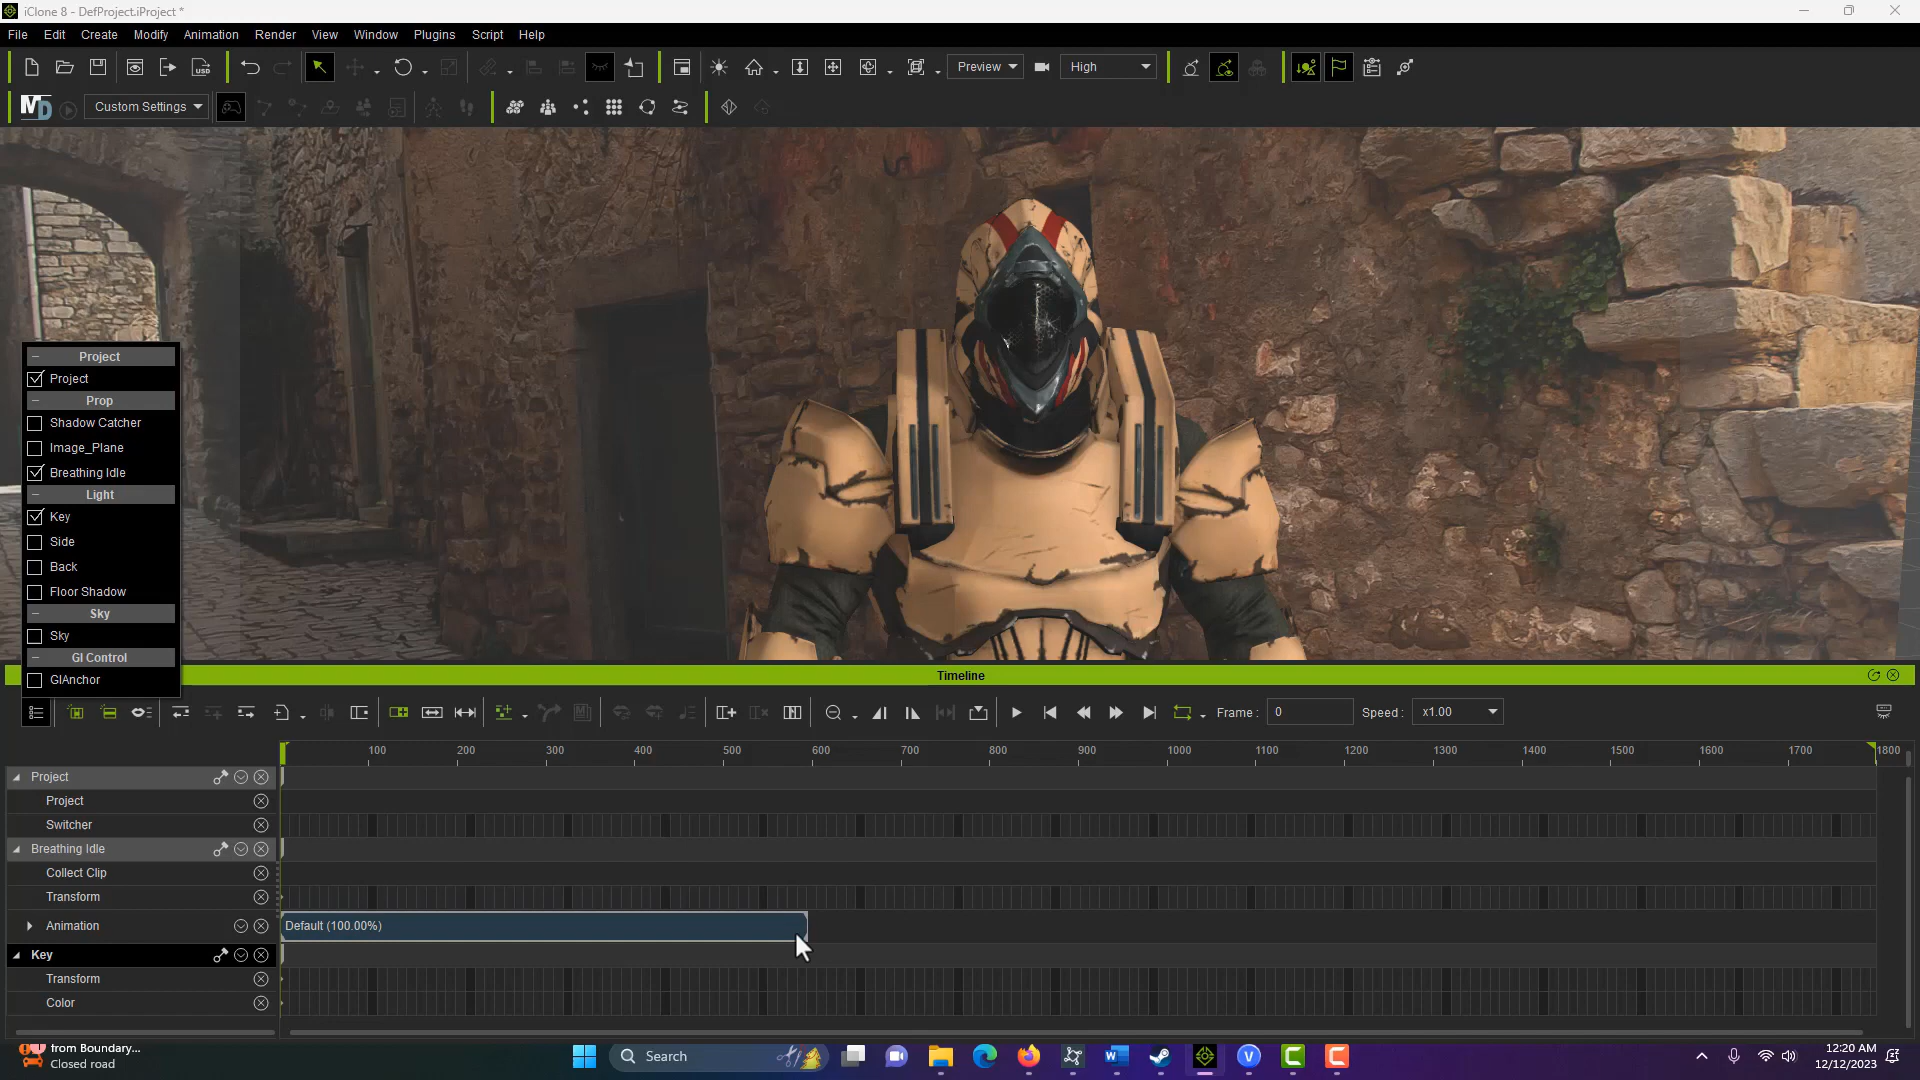 iClone 8 - DefProject.iProject *
File Edit Create Modify Animation Render View Window Plugins Script Help
Preview High
MD Custom Settings
Project
Project
Prop
Shadow Catcher
Image_Plane
Breathing Idle
Light
Key
Side
Back
Floor Shadow
Sky
Sky
GI Control
GIAnchor
Timeline
Frame : 0 Speed : x1.00
100 200 300 400 500 600 700 800 900 1000 1100 1200 1300 1400 1500 1600 1700 1800
Project
Project
Switcher
Breathing Idle
Collect Clip
Transform
Animation Default (100.00%)
Key
Transform
Color
from Boundary...
Closed road
Search
12:20 AM
12/12/2023